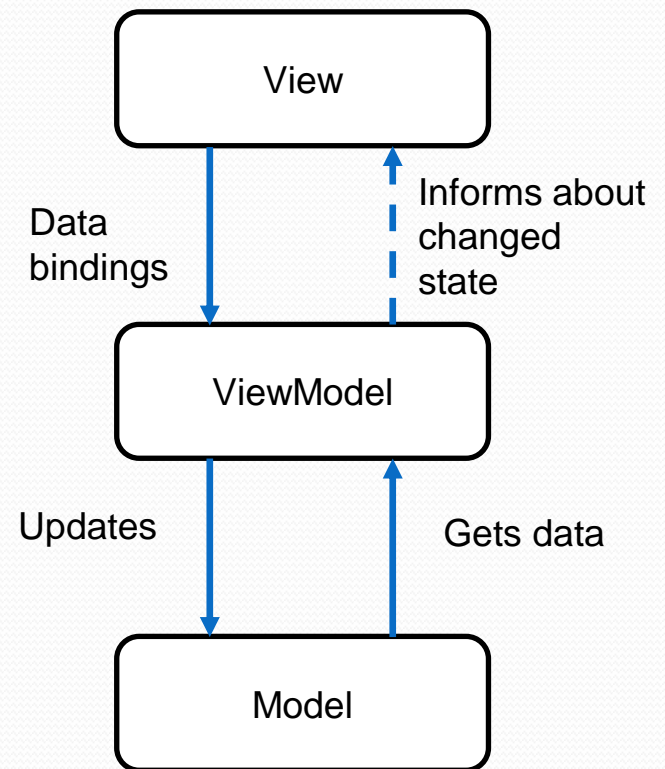 View
Data
bindings
Informs about
changed
state
ViewModel
Updates
Gets data
Model